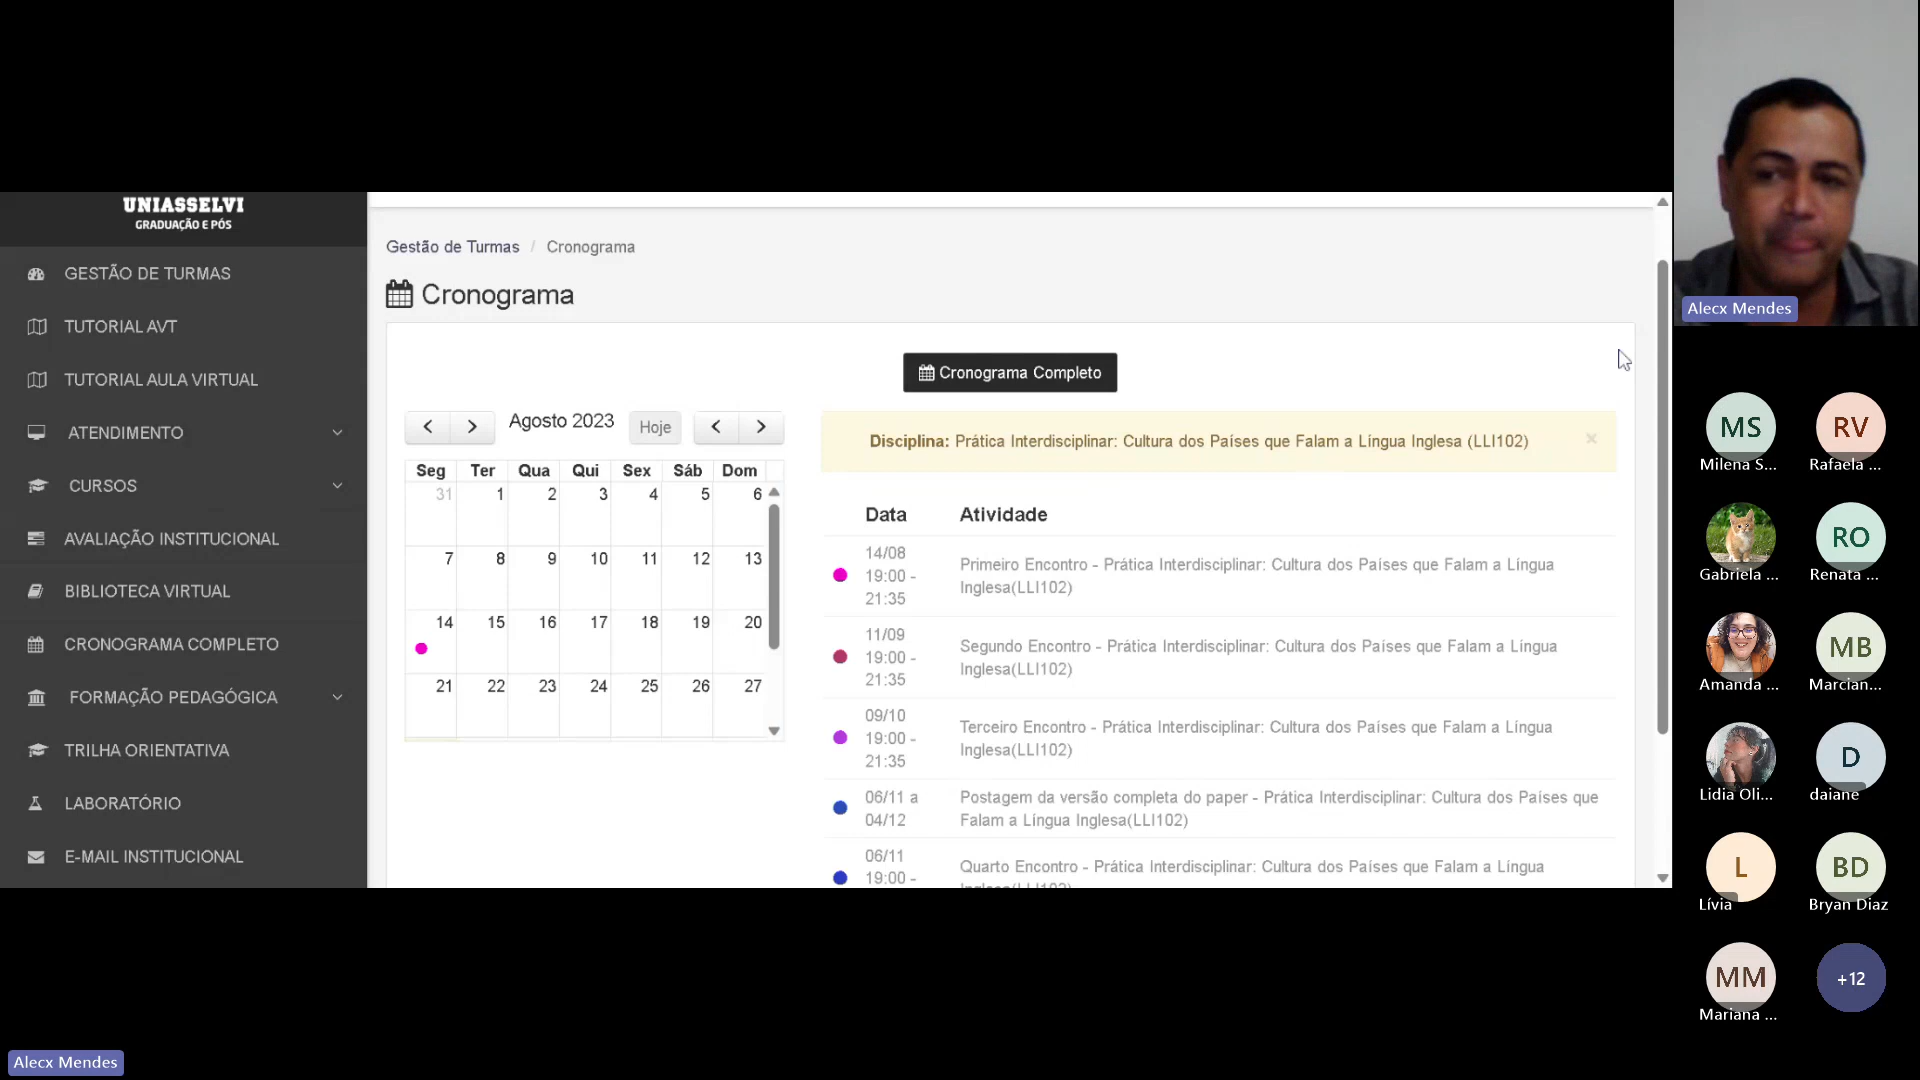 UNIASSELVI
GRADUAÇÃO E PÓS
GESTÃO DE TURMAS
TUTORIAL AVT
TUTORIAL AULA VIRTUAL
ATENDIMENTO
CURSOS
AVALIAÇÃO INSTITUCIONAL
BIBLIOTECA VIRTUAL
CRONOGRAMA COMPLETO
FORMAÇÃO PEDAGÓGICA
TRILHA ORIENTATIVA
LABORATÓRIO
E-MAIL INSTITUCIONAL
Gestão de Turmas / Cronograma
Cronograma
Cronograma Completo
Agosto 2023 Hoje
Seg Ter Qua Qui Sex Sáb Dom
31 1 2 3 4 5 6
7 8 9 10 11 12 13
14 15 16 17 18 19 20
21 22 23 24 25 26 27
Disciplina: Prática Interdisciplinar: Cultura dos Países que Falam a Língua Inglesa (LLI102) ×
Data Atividade
14/08
19:00 -
21:35
Primeiro Encontro - Prática Interdisciplinar: Cultura dos Países que Falam a Língua
Inglesa(LLI102)
11/09
19:00 -
21:35
Segundo Encontro - Prática Interdisciplinar: Cultura dos Países que Falam a Língua
Inglesa(LLI102)
09/10
19:00 -
21:35
Terceiro Encontro - Prática Interdisciplinar: Cultura dos Países que Falam a Língua
Inglesa(LLI102)
06/11 a
04/12
Postagem da versão completa do paper - Prática Interdisciplinar: Cultura dos Países que
Falam a Língua Inglesa(LLI102)
06/11
19:00 -
Quarto Encontro - Prática Interdisciplinar: Cultura dos Países que Falam a Língua
Inglesa(LLI102)
Alecx Mendes
MS RV
Milena S... Rafaela ...
RO
Gabriela ... Renata ...
MB
Amanda ... Marcian...
D
Lidia Oli... daiane
L BD
Lívia Bryan Diaz
MM +12
Mariana ...
Alecx Mendes